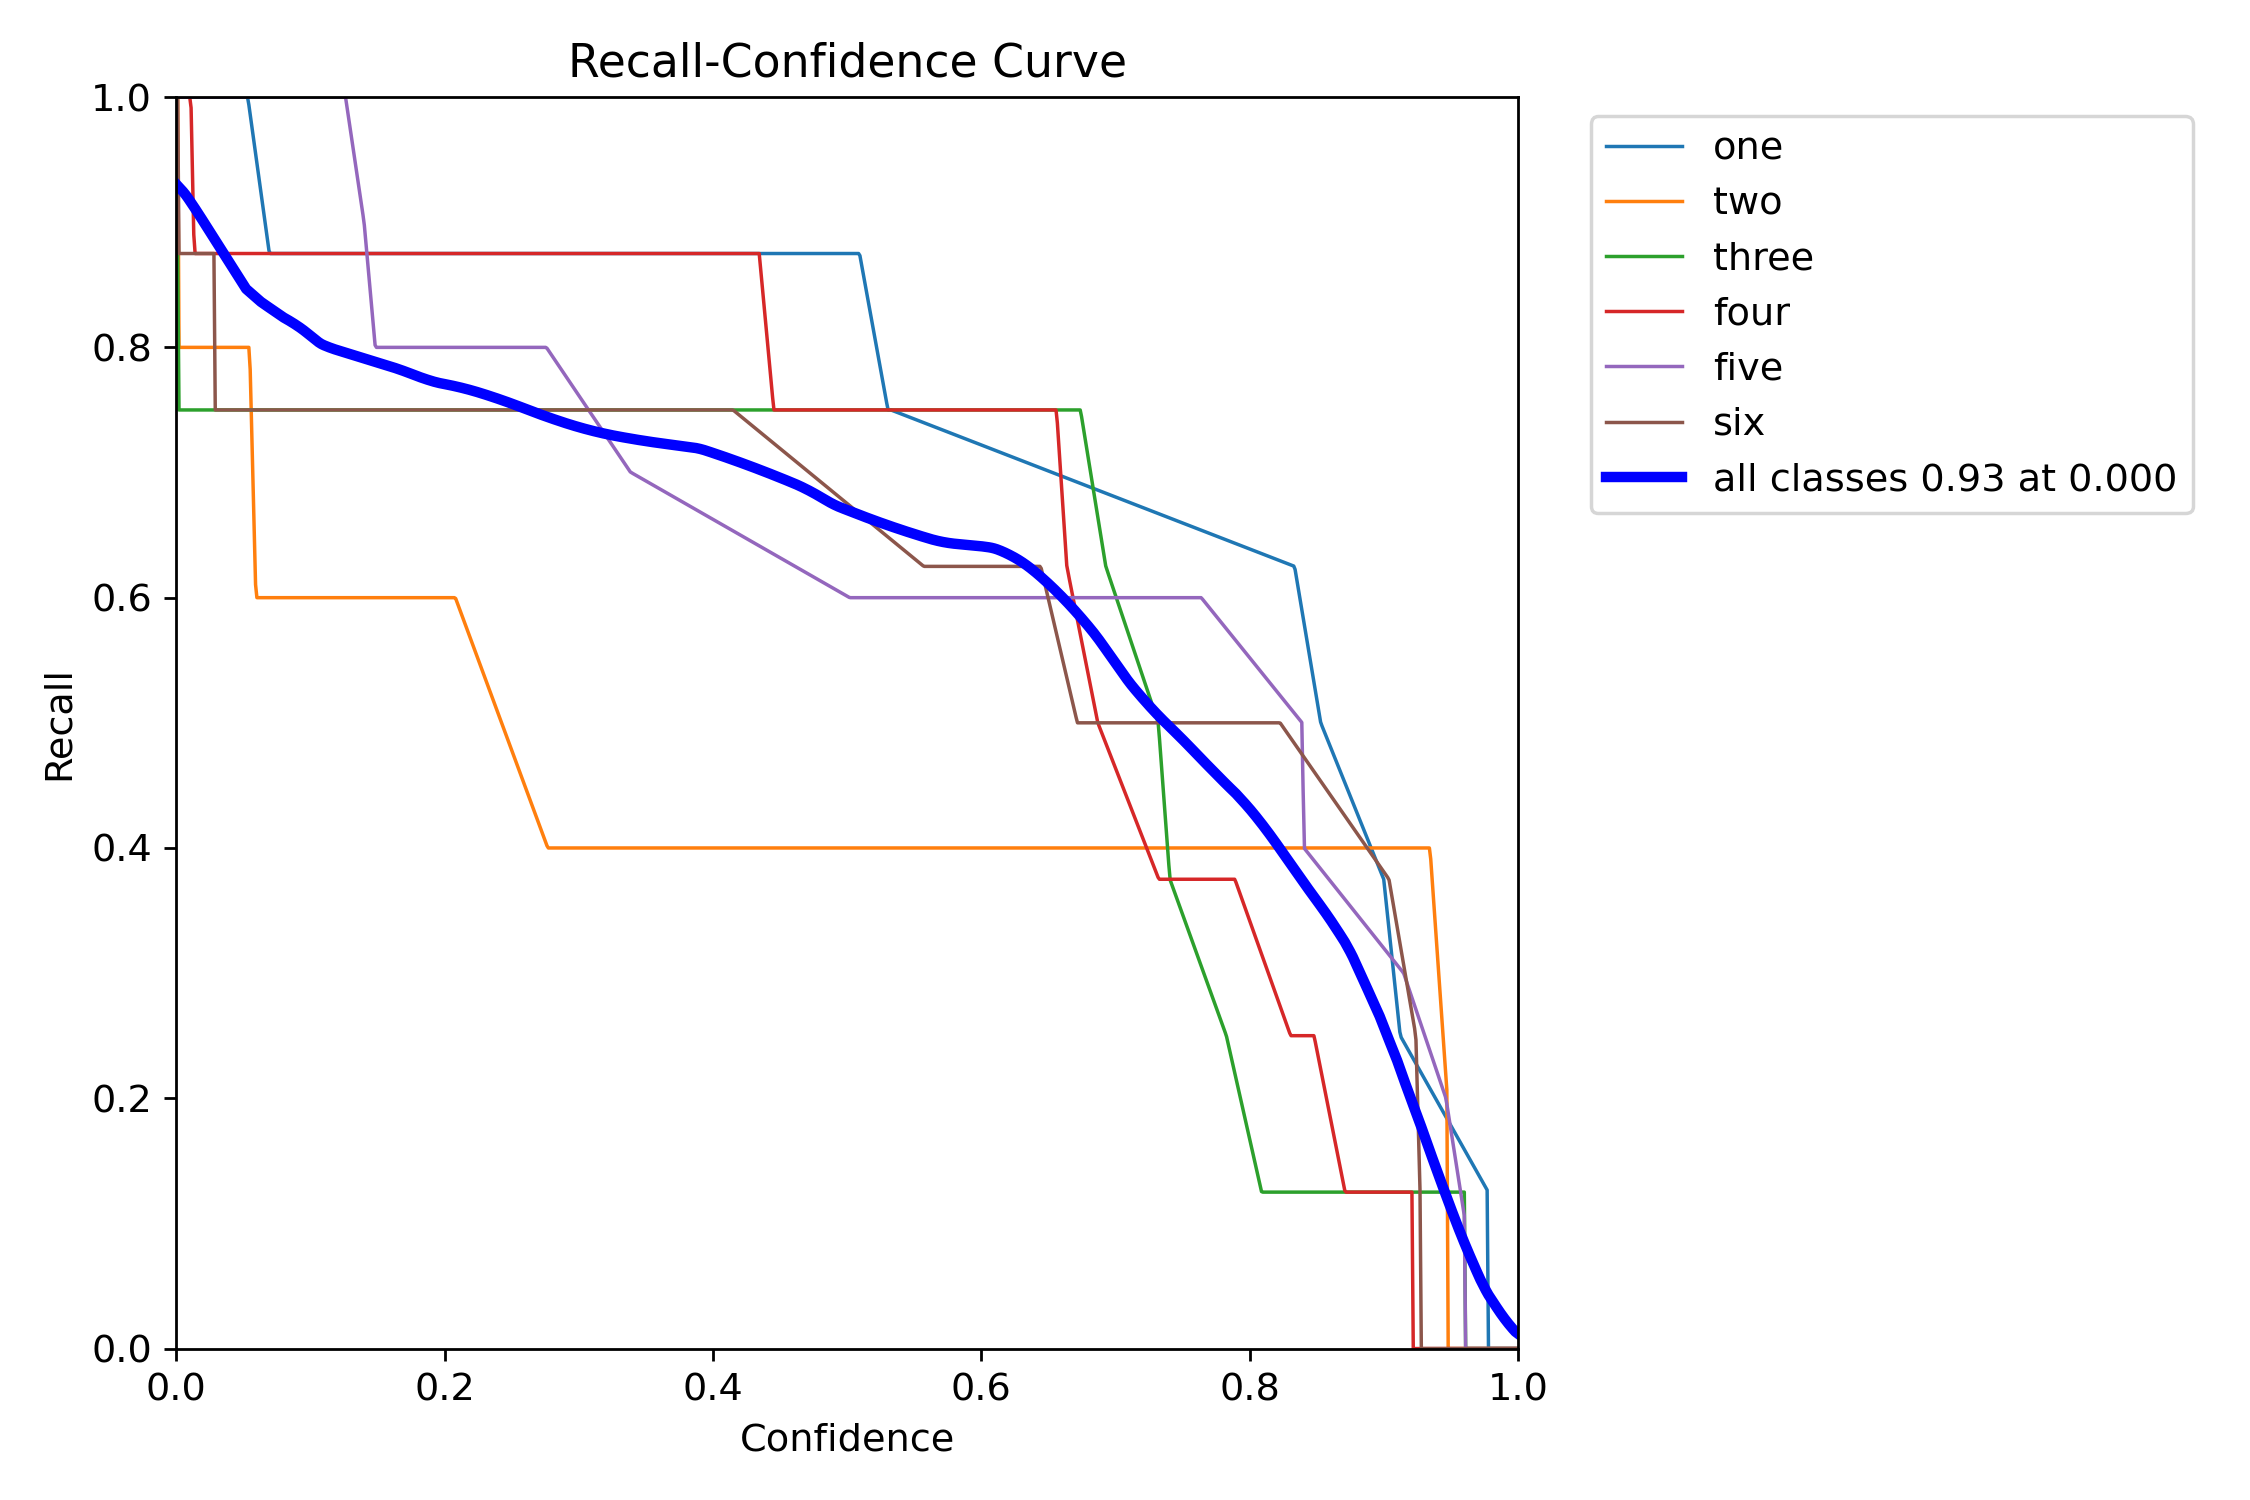 Recall-Confidence Curve
1.0
0.8
0.6
0.4
0.2
0.0
Recall
0.0 0.2 0.4 0.6 0.8 1.0
Confidence
one
two
three
four
five
six
all classes 0.93 at 0.000